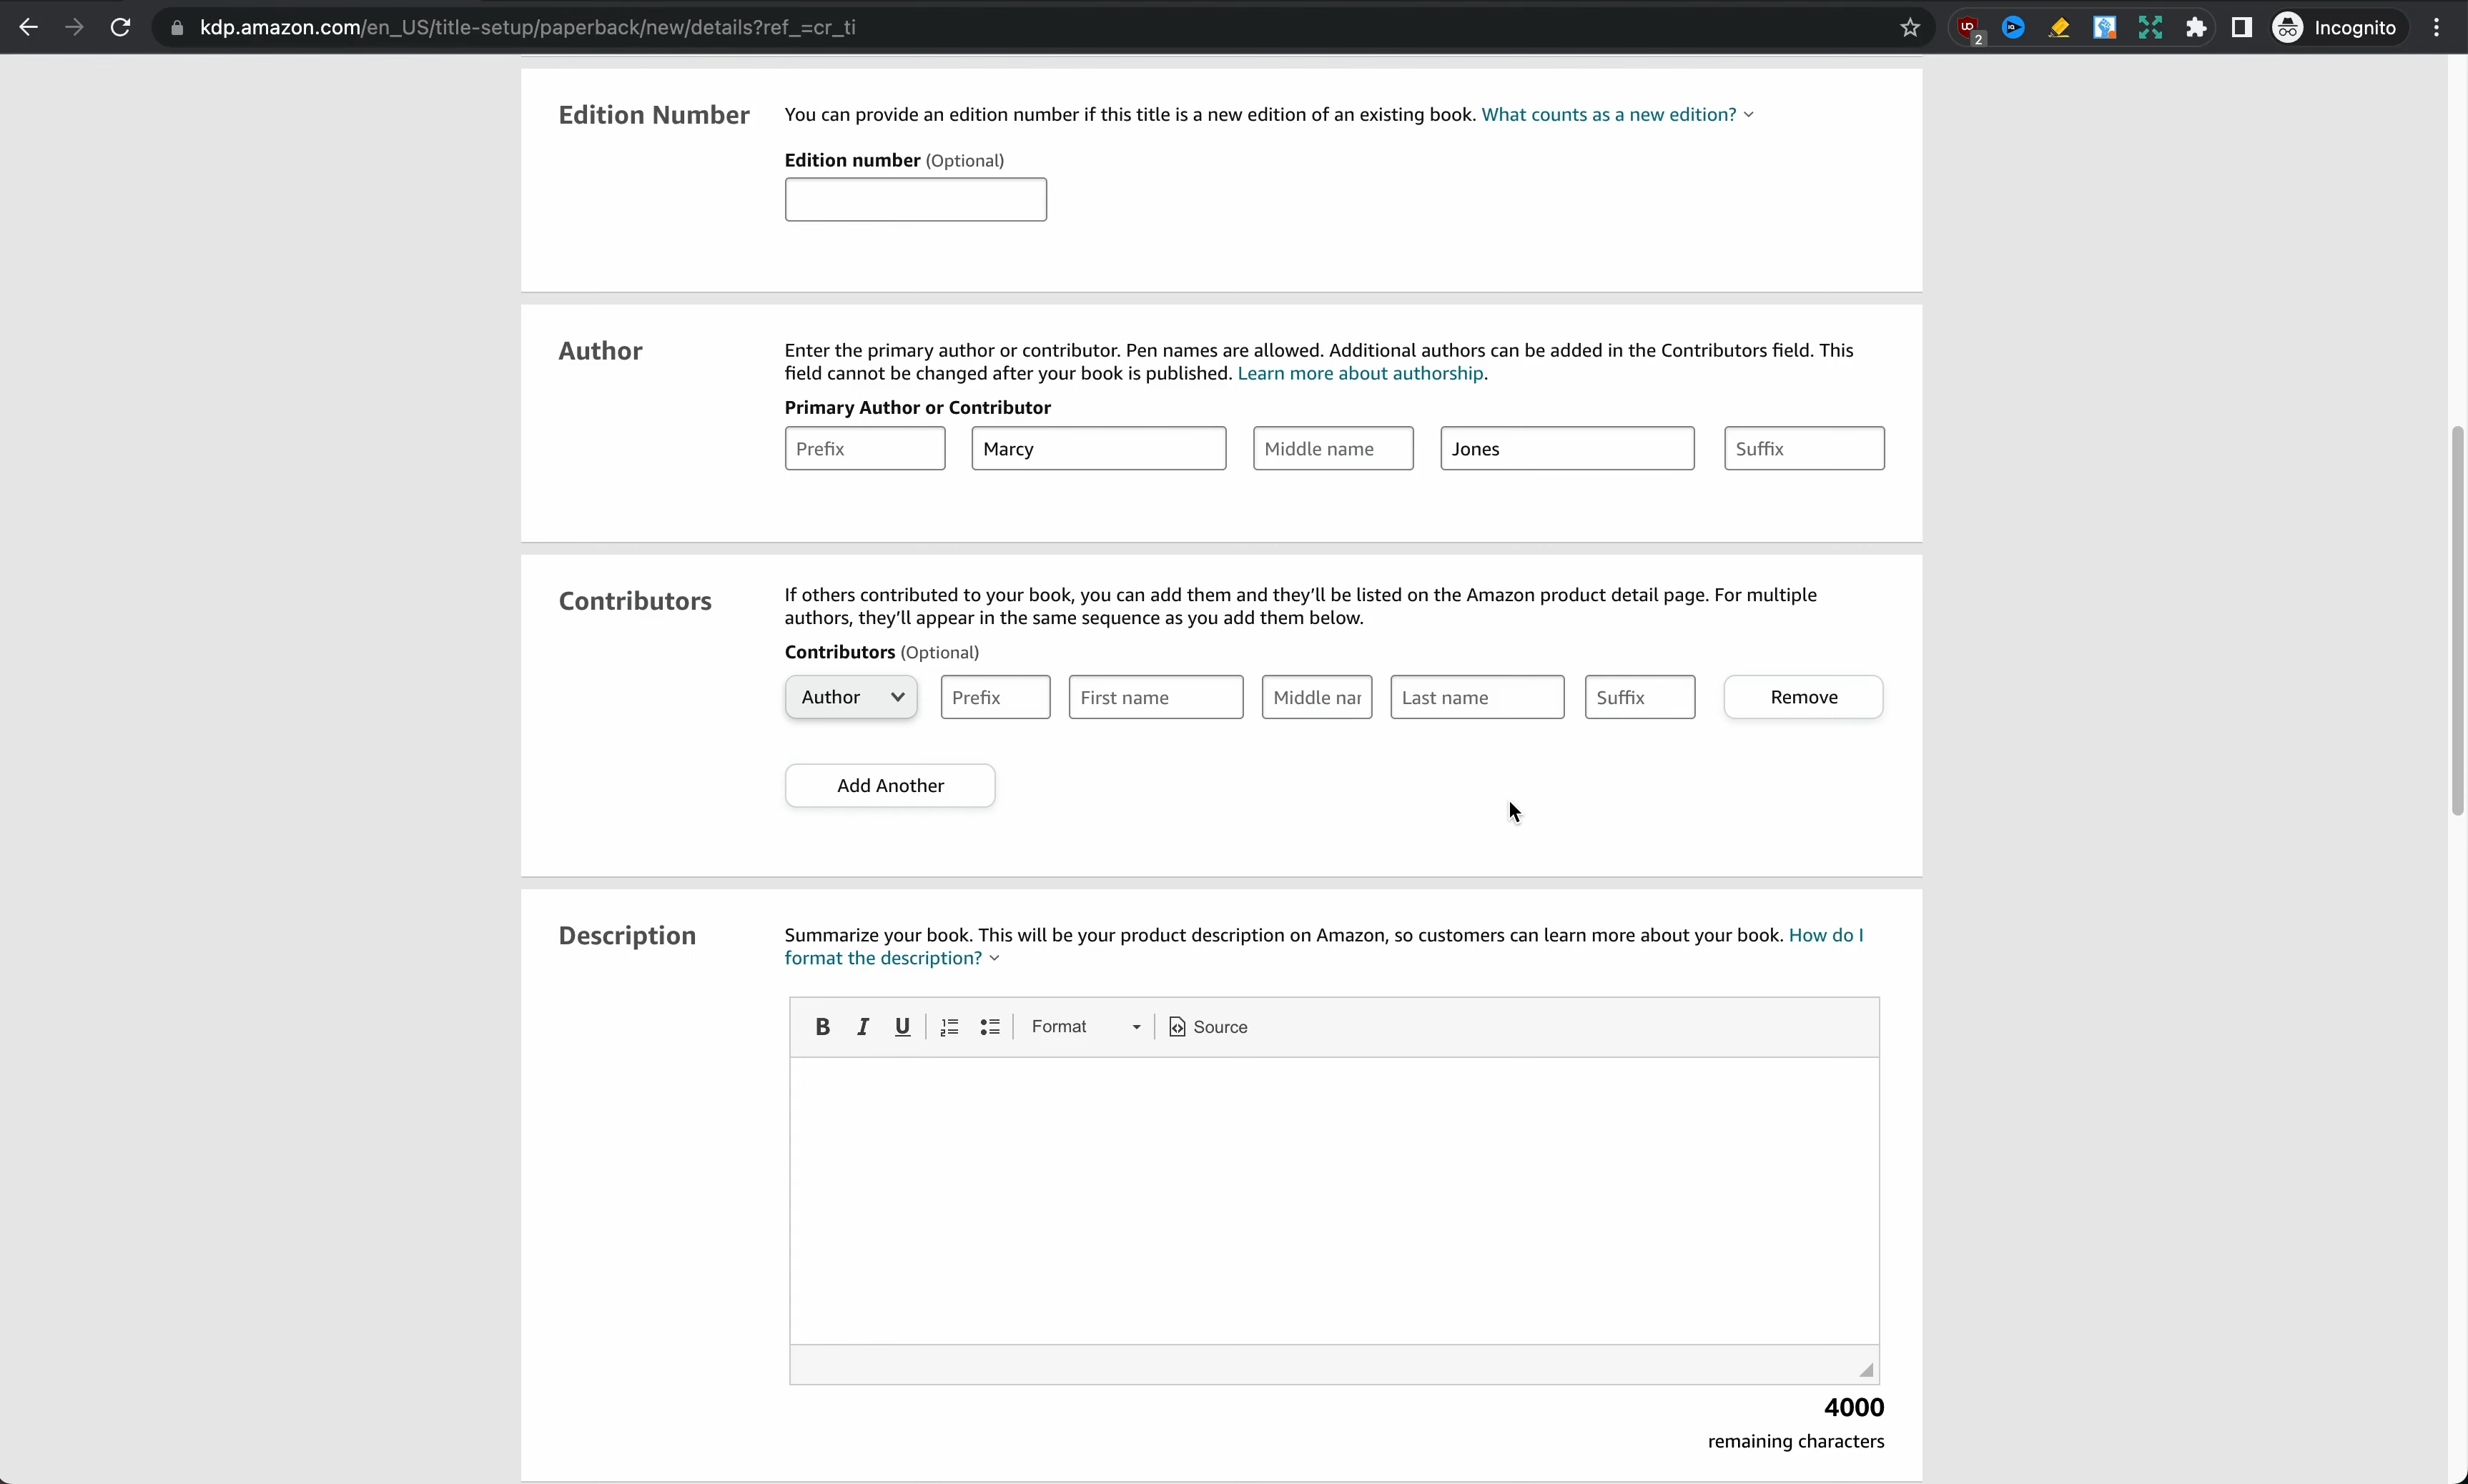 kdp.amazon.com/en_US/title-setup/paperback/new/details?ref_=cr_ti
2
Incognito
Edition Number
You can provide an edition number if this title is a new edition of an existing book. What counts as a new edition?
Edition number (Optional)
Author
Enter the primary author or contributor. Pen names are allowed. Additional authors can be added in the Contributors field. This
field cannot be changed after your book is published. Learn more about authorship.
Primary Author or Contributor
Prefix Marcy Middle name Jones Suffix
Contributors
If others contributed to your book, you can add them and they’ll be listed on the Amazon product detail page. For multiple
authors, they’ll appear in the same sequence as you add them below.
Contributors (Optional)
Author Prefix First name Middle nar Last name Suffix Remove
Add Another
Description
Summarize your book. This will be your product description on Amazon, so customers can learn more about your book. How do I
format the description?
B I U Format Source
4000
remaining characters